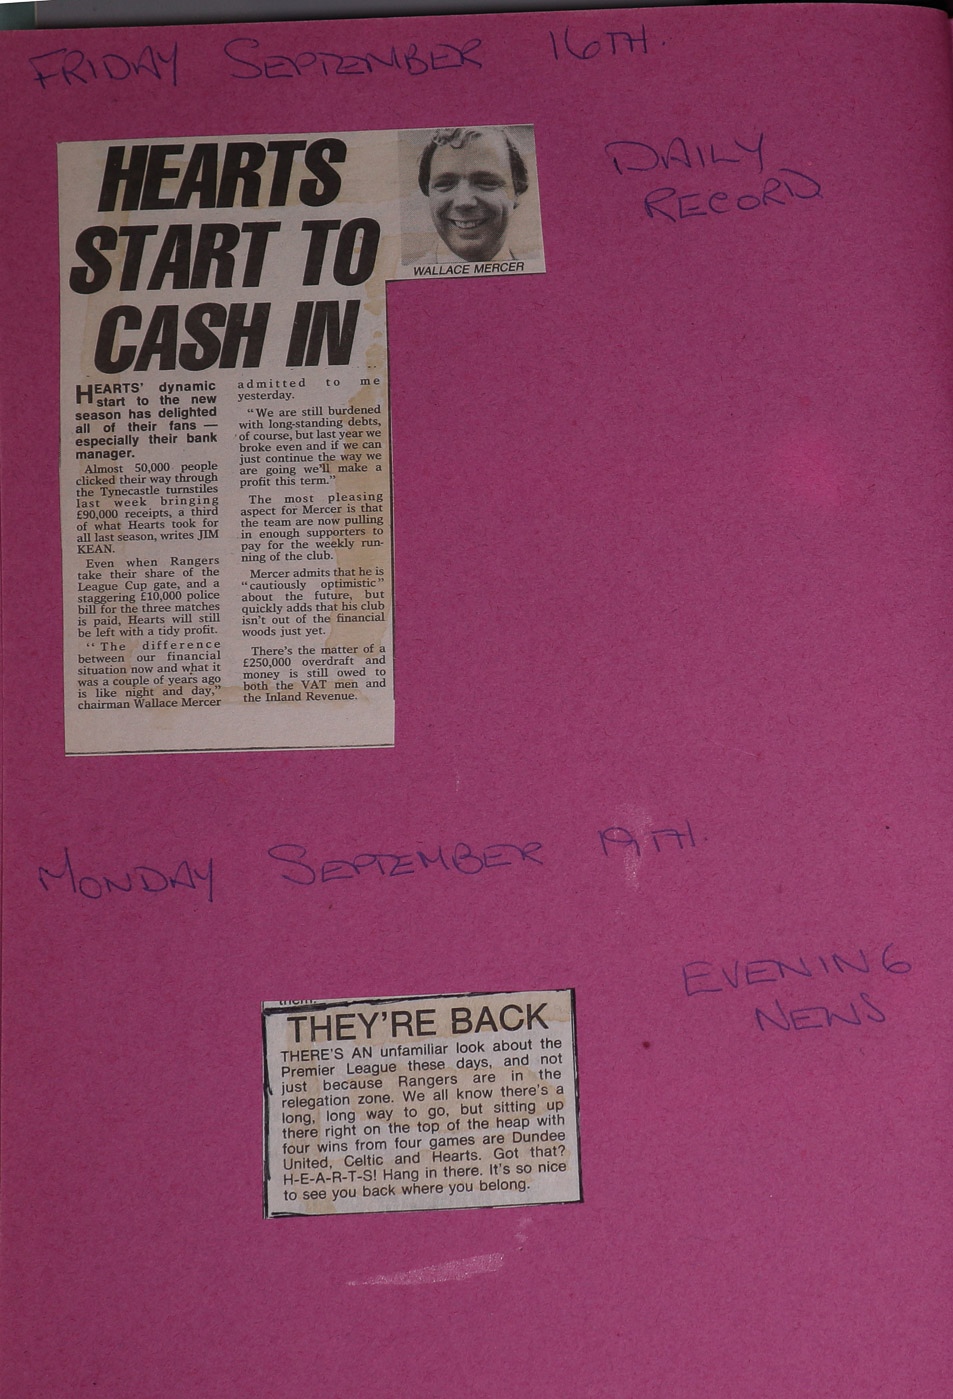 FRIDAY SEPTEMBER 16TH.
DAILY
RECORD
HEARTS
START TO
CASH IN
WALLACE MERCER
HEARTS' dynamic
start to the new
season has delighted
all of their fans —
especially their bank
manager.
Almost 50,000 people
clicked their way through
the Tynecastle turnstiles
last week bringing
£90,000 receipts, a third
of what Hearts took for
all last season, writes JIM
KEAN.
Even when Rangers
take their share of the
League Cup gate, and a
staggering £10,000 police
bill for the three matches
is paid, Hearts will still
be left with a tidy profit.
"The difference
between our financial
situation now and what it
was a couple of years ago
is like night and day,"
chairman Wallace Mercer
admitted to me
yesterday.
"We are still burdened
with long-standing debts,
of course, but last year we
broke even and if we can
just continue the way we
are going we'll make a
profit this term."
The most pleasing
aspect for Mercer is that
the team are now pulling
in enough supporters to
pay for the weekly run-
ning of the club.
Mercer admits that he is
"cautiously optimistic"
about the future, but
quickly adds that his club
isn't out of the financial
woods just yet.
There's the matter of a
£250,000 overdraft and
money is still owed to
both the VAT men and
the Inland Revenue.
MONDAY SEPTEMBER 19TH.
EVENING
NEWS
them.
THEY'RE BACK
THERE'S AN unfamiliar look about the
Premier League these days, and not
just because Rangers are in the
relegation zone. We all know there's a
long, long way to go, but sitting up
there right on the top of the heap with
four wins from four games are Dundee
United, Celtic and Hearts. Got that?
H-E-A-R-T-S! Hang in there. It's so nice
to see you back where you belong.